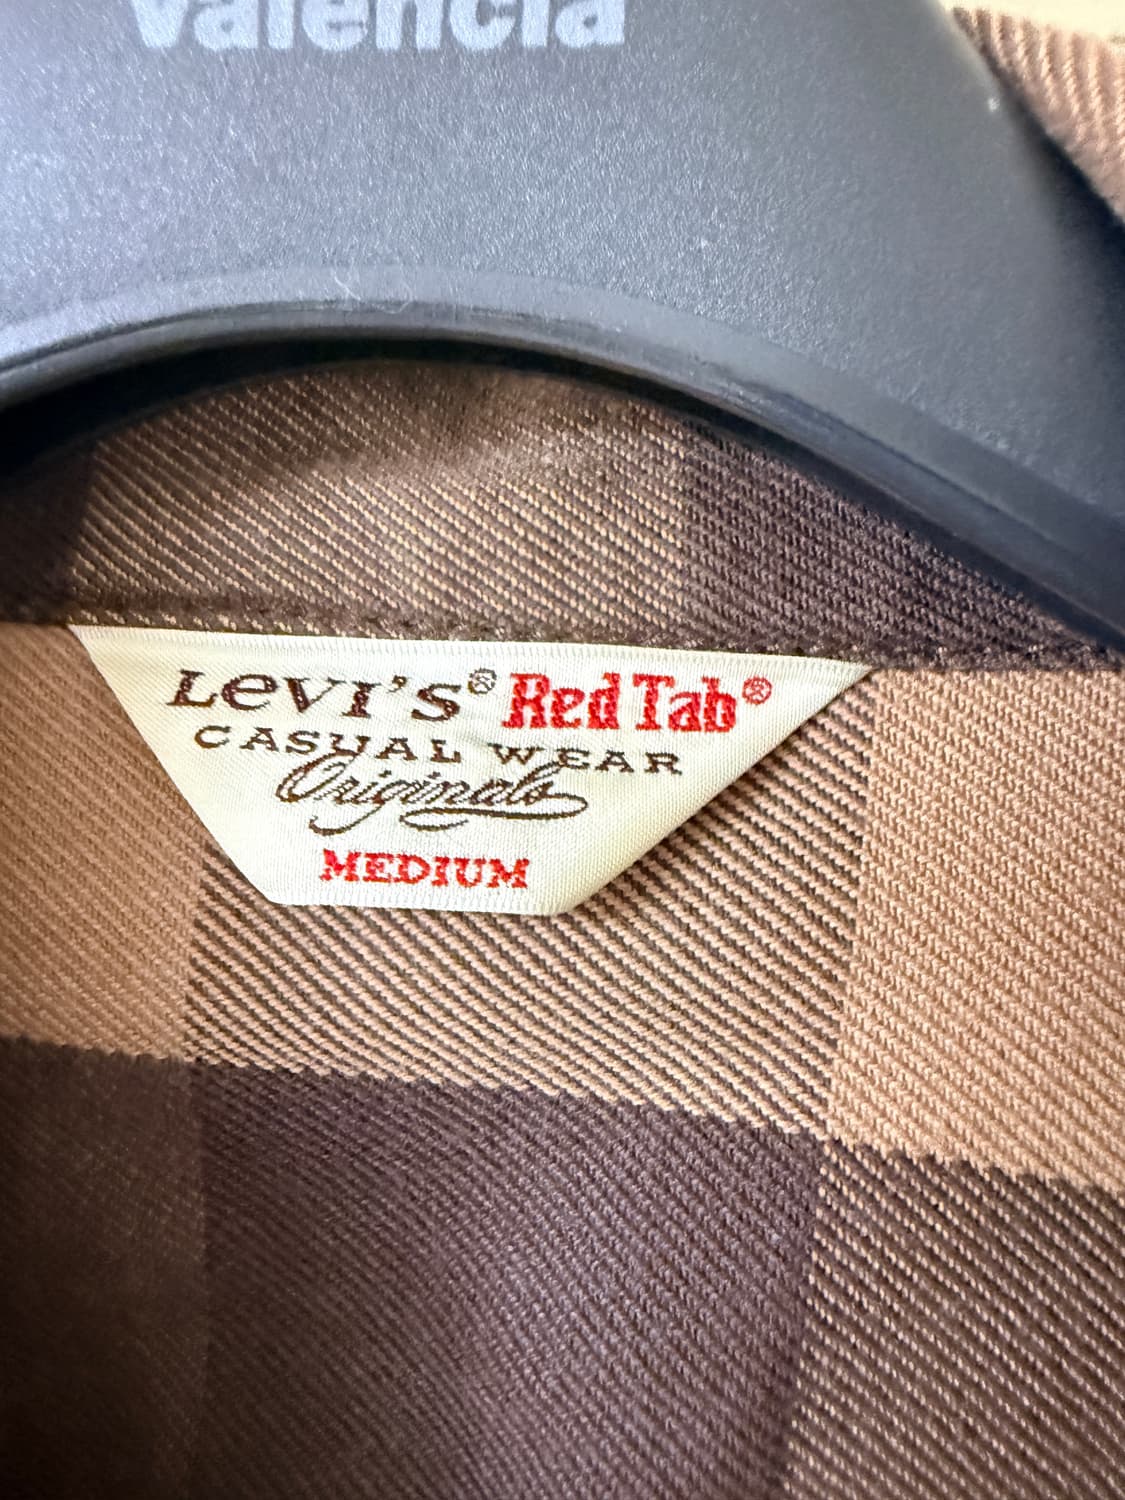 Valencia
Levi's® Red Tab®
CASUAL WEAR
Originals
MEDIUM